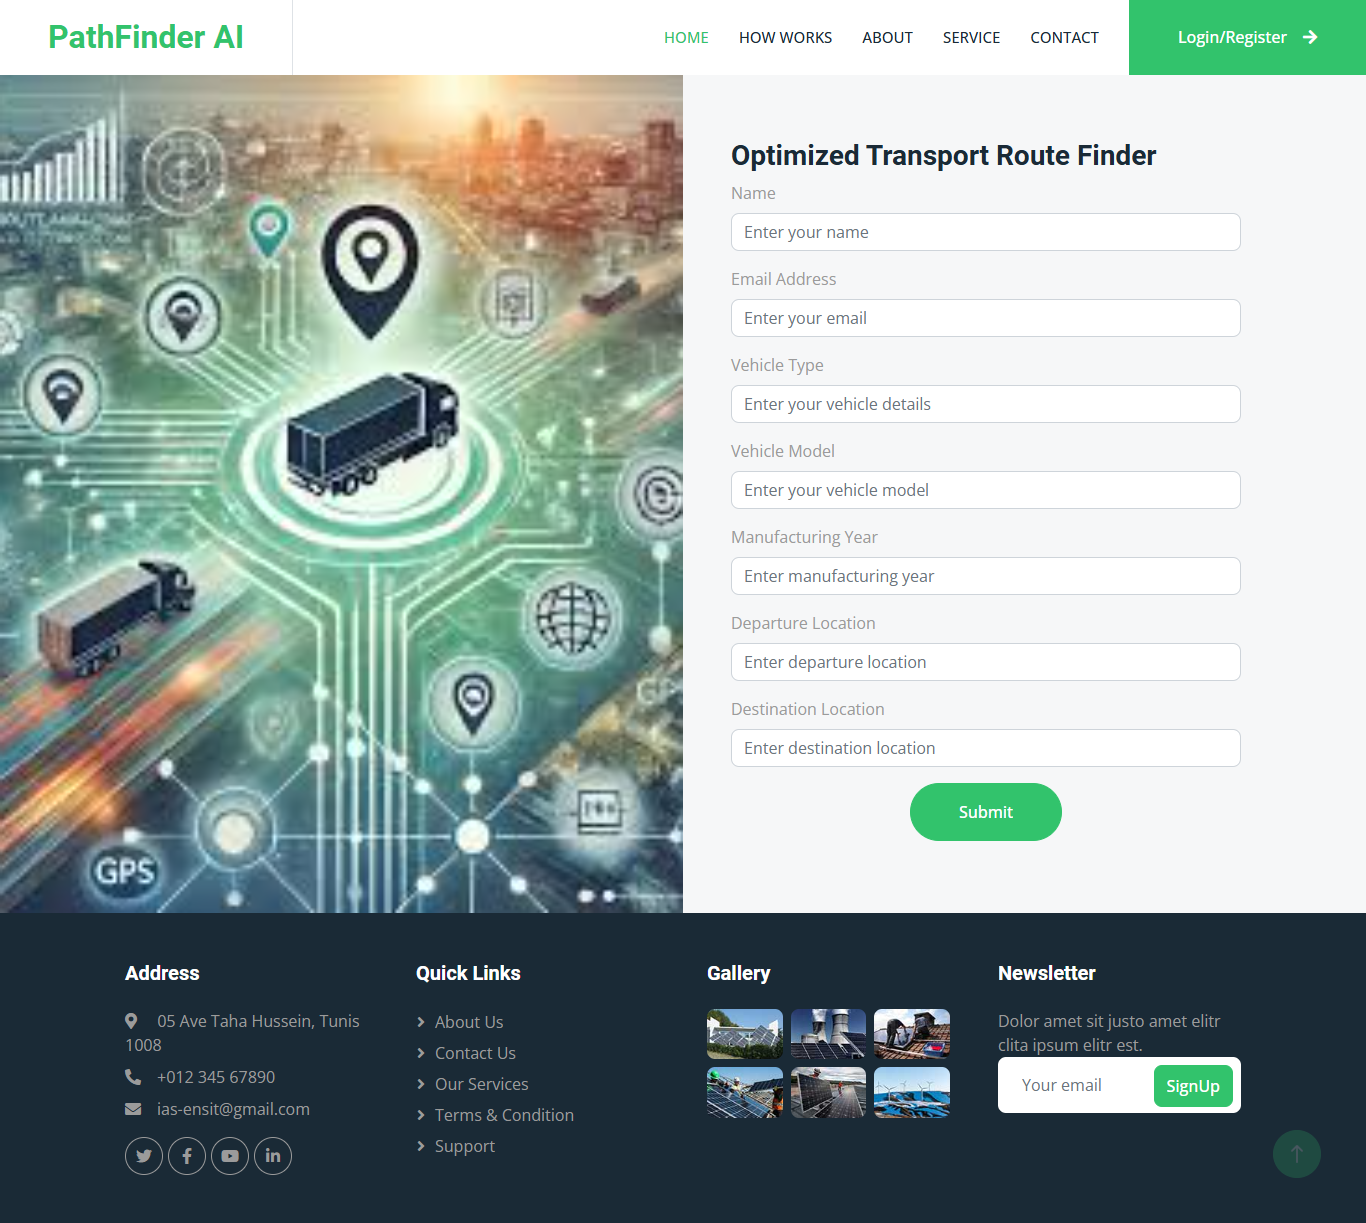 PathFinder AI
HOME
HOW WORKS
ABOUT
SERVICE
CONTACT
Login/Register
GPS
Optimized Transport Route Finder
Name
Enter your name
Email Address
Enter your email
Vehicle Type
Enter your vehicle details
Vehicle Model
Enter your vehicle model
Manufacturing Year
Enter manufacturing year
Departure Location
Enter departure location
Destination Location
Enter destination location
Submit
Address
05 Ave Taha Hussein, Tunis
1008
+012 345 67890
ias-ensit@gmail.com
Quick Links
About Us
Contact Us
Our Services
Terms & Condition
Support
Gallery
Newsletter
Dolor amet sit justo amet elitr
clita ipsum elitr est.
Your email
SignUp